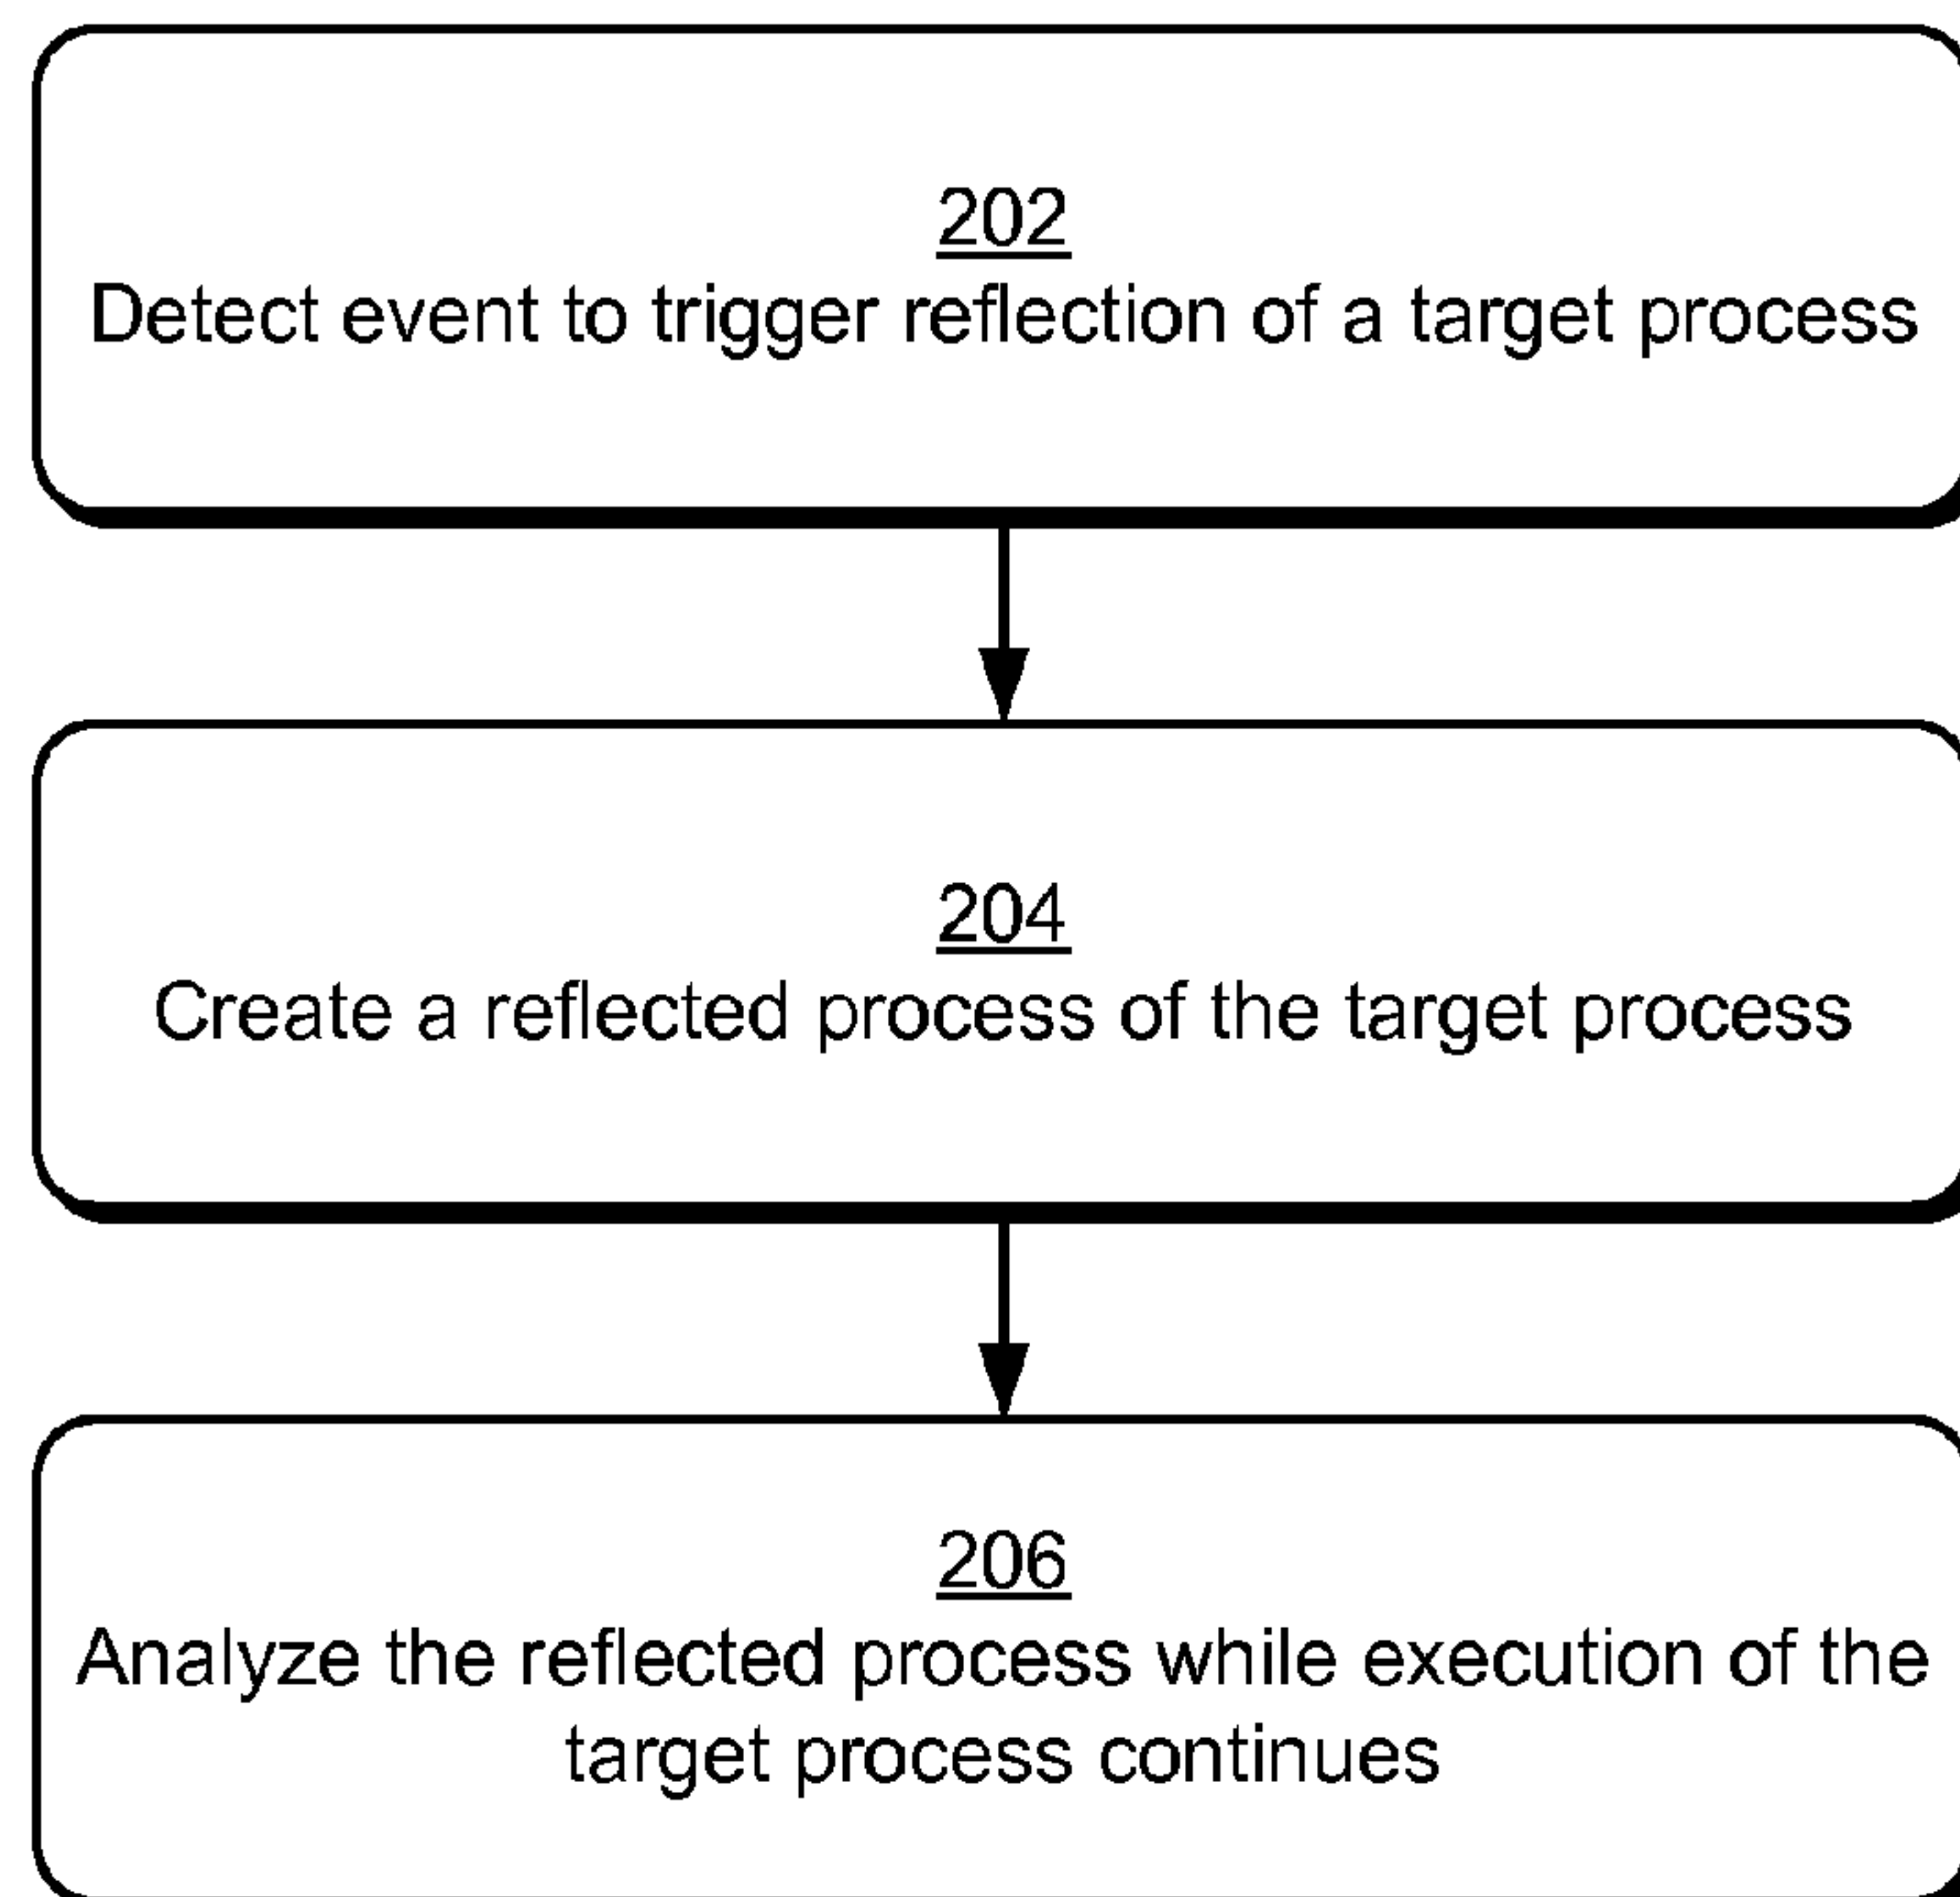 202
Detect event to trigger reflection of a target process
204
Create a reflected process of the target process
206
Analyze the reflected process while execution of the
target process continues